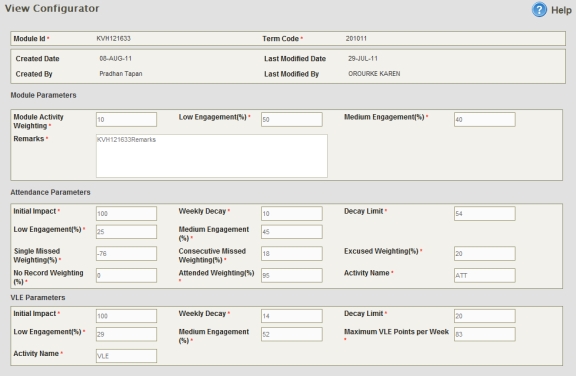 View Configurator
? Help
Module Id * KVH121633 Term Code * 201011
Created Date 08-AUG-11 Last Modified Date 29-JUL-11
Created By Pradhan Tapan Last Modified By OROURKE KAREN
Module Parameters
Module Activity Weighting * 10 Low Engagement(%) * 50 Medium Engagement(%) * 40
Remarks * KVH121633Remarks
Attendance Parameters
Initial Impact * 100 Weekly Decay * 10 Decay Limit * 54
Low Engagement(%) * 25 Medium Engagement (%) * 45
Single Missed Weighting(%) * -76 Consecutive Missed Weighting(%) * 18 Excused Weighting(%) * 20
No Record Weighting (%) * 0 Attended Weighting(%) * 95 Activity Name * ATT
VLE Parameters
Initial Impact * 100 Weekly Decay * 14 Decay Limit * 20
Low Engagement(%) * 29 Medium Engagement (%) * 52 Maximum VLE Points per Week * 83
Activity Name * VLE